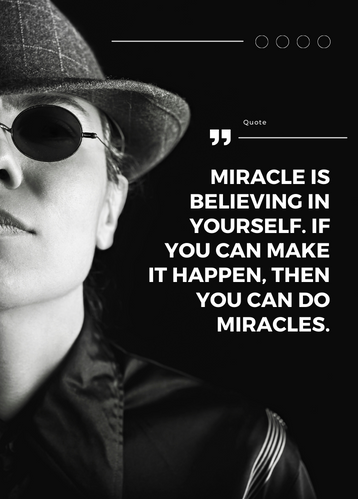 Quote
MIRACLE IS
BELIEVING IN
YOURSELF. IF
YOU CAN MAKE
IT HAPPEN, THEN
YOU CAN DO
MIRACLES.